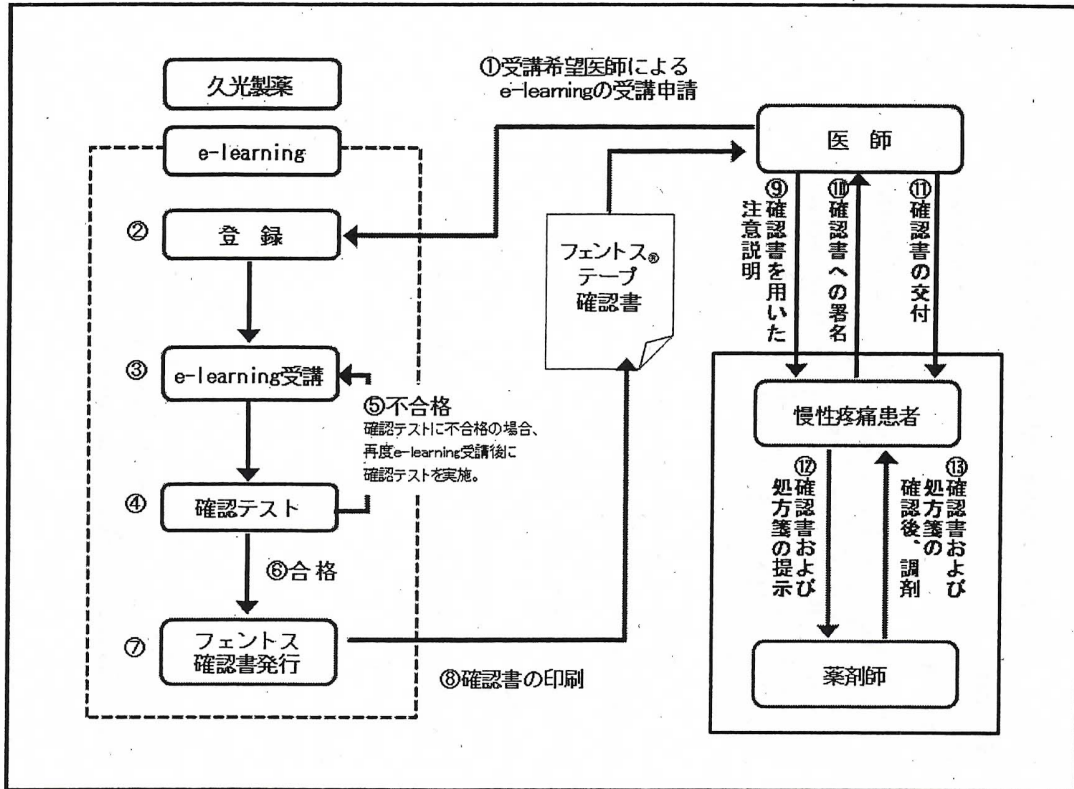 久光製薬
e-learning
①受講希望医師による
e-learningの受講申請
医 師
② 登 録
③ e-learning受講
⑤不合格
確認テストに不合格の場合、
再度e-learning受講後に
確認テストを実施。
④ 確認テスト
⑥合格
⑦ フェントス
確認書発行
⑧確認書の印刷
フェントス®
テープ
確認書
⑨確認書を用いた
注意説明
⑩確認書への署名
⑪確認書の交付
慢性疼痛患者
⑫確認書および
処方箋の提示
⑬確認書および
処方箋の
確認後、調剤
薬剤師